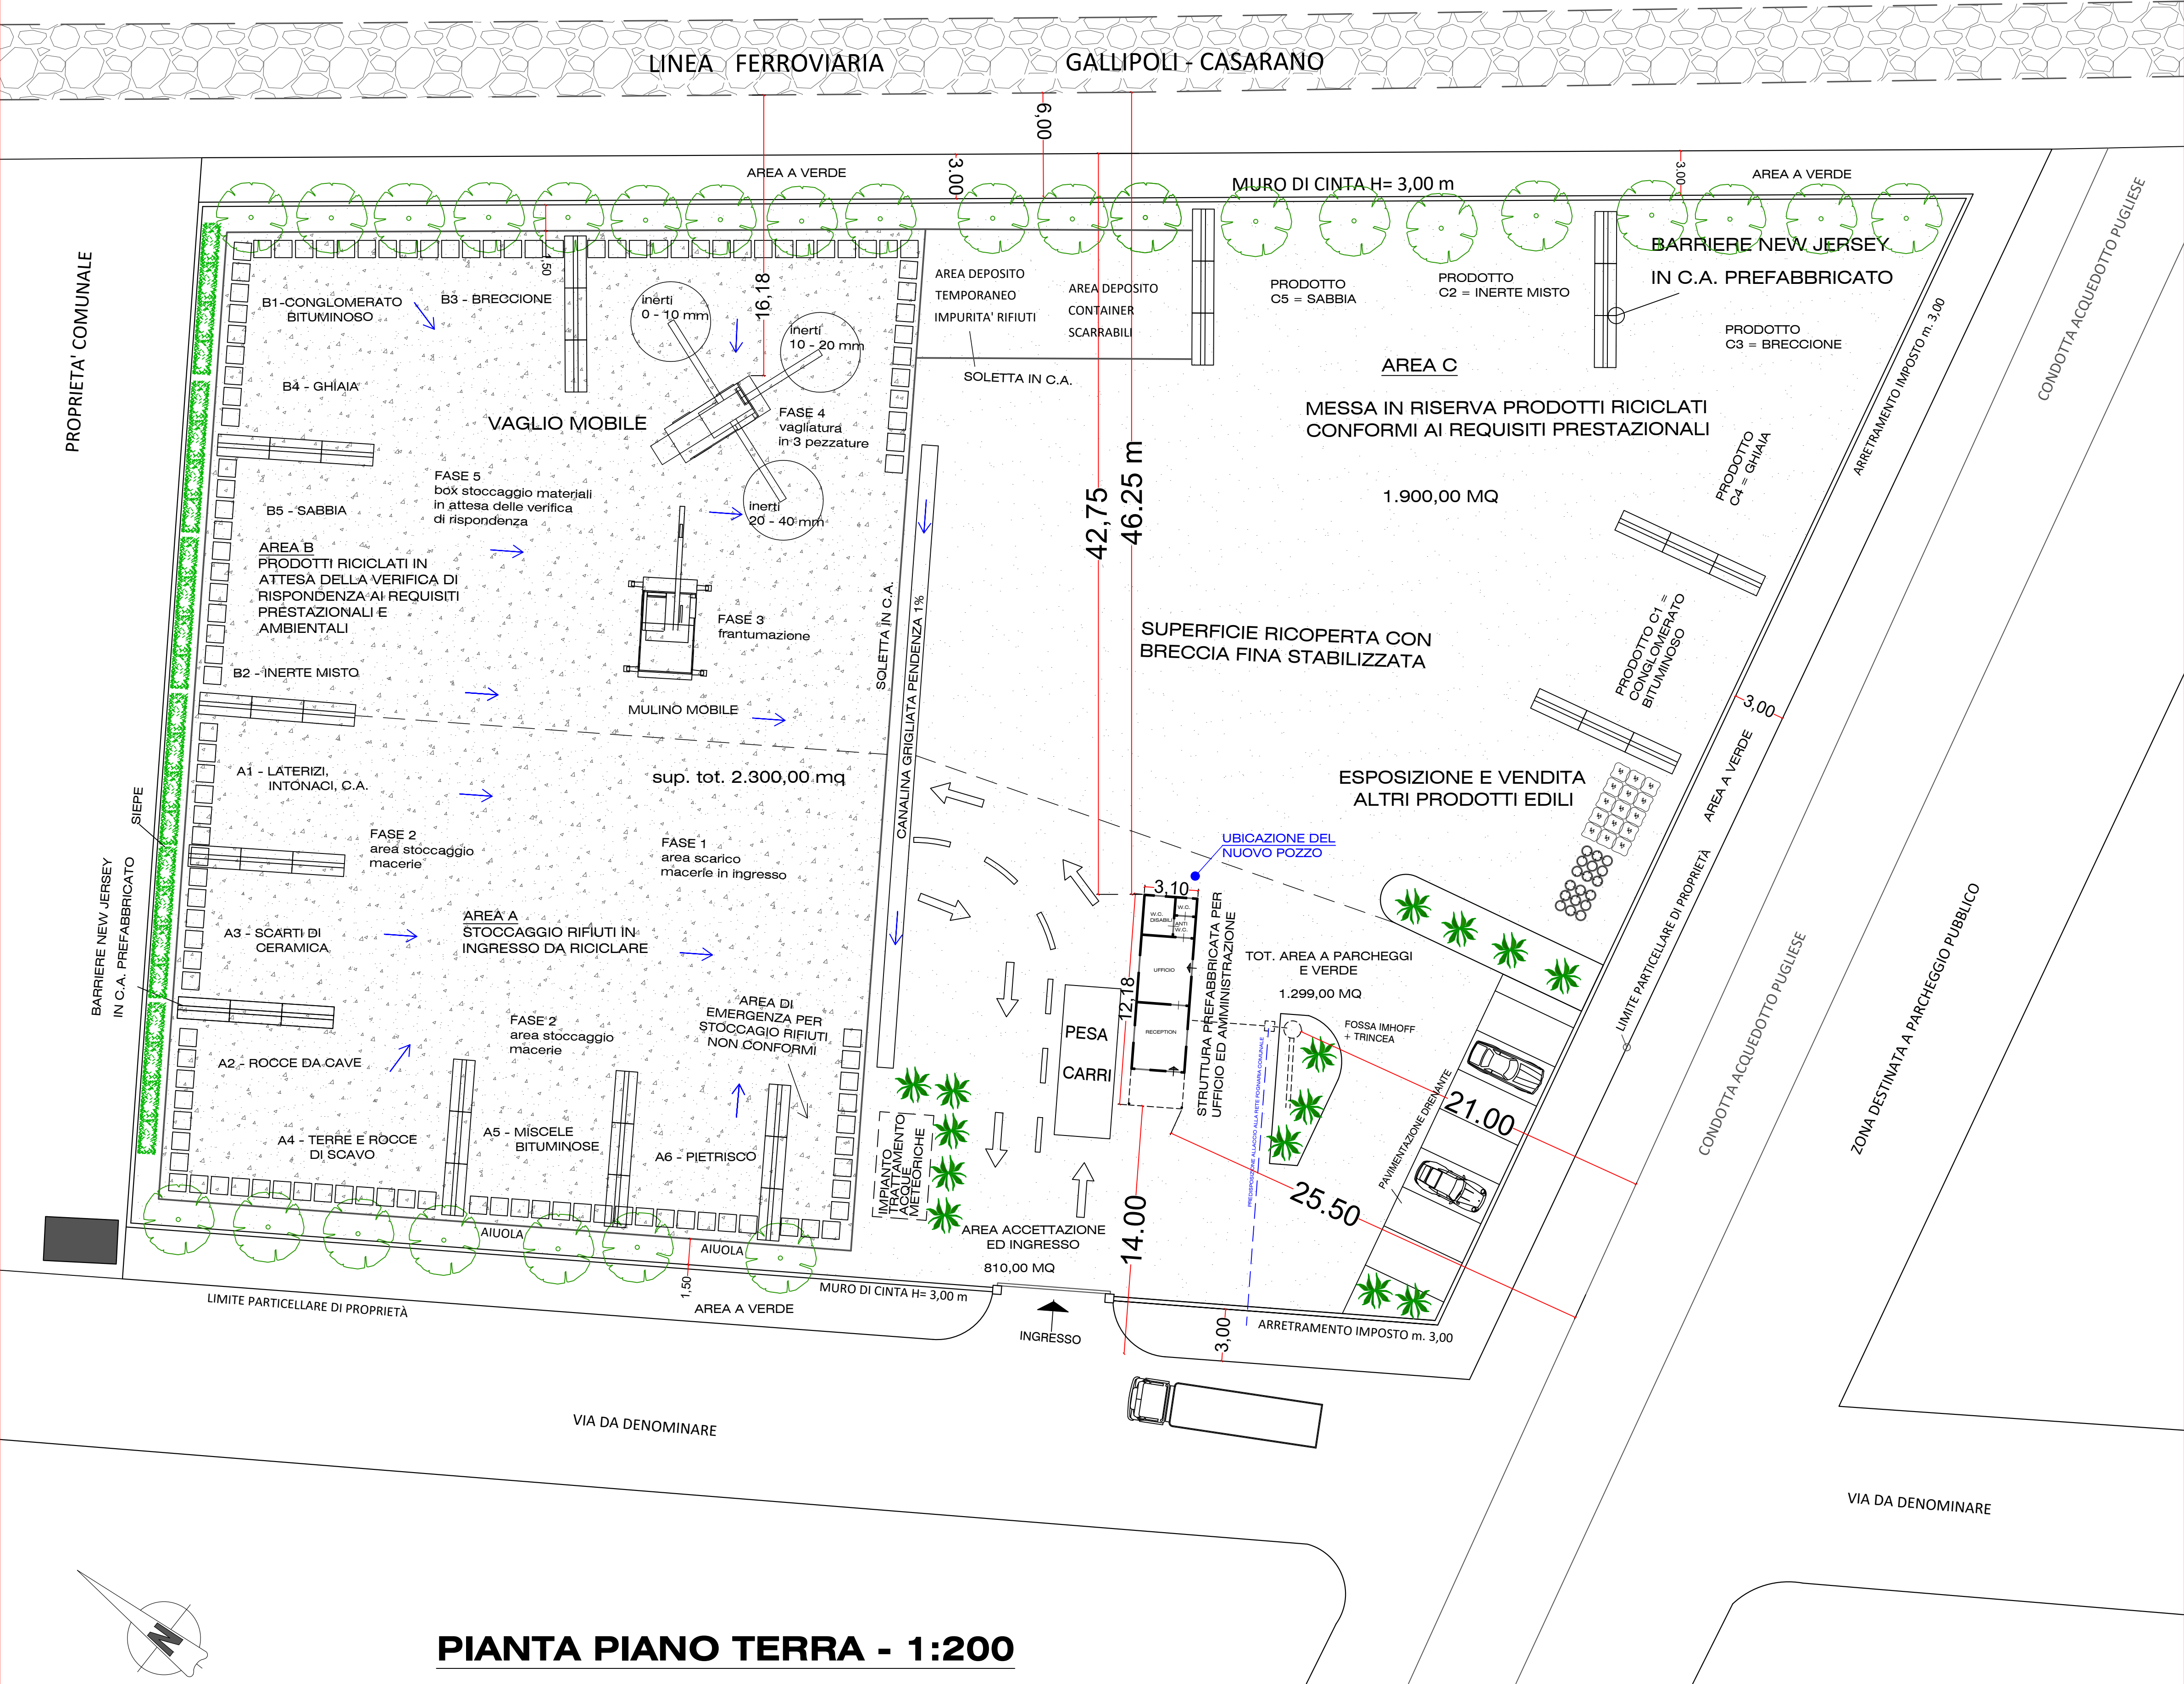 LINEA FERROVIARIA GALLIPOLI - CASARANO
6,00
3.00
AREA A VERDE
MURO DI CINTA H= 3,00 m
3,00
AREA A VERDE
PROPRIETA' COMUNALE
1,50
16,18
B1-CONGLOMERATO
BITUMINOSO
B3 - BRECCIONE
B4 - GHIAIA
inerti
0 - 10 mm
inerti
10 - 20 mm
VAGLIO MOBILE
FASE 4
vagliatura
in 3 pezzature
inerti
20 - 40 mm
FASE 5
box stoccaggio materiali
in attesa delle verifica
di rispondenza
B5 - SABBIA
AREA B
PRODOTTI RICICLATI IN
ATTESA DELLA VERIFICA DI
RISPONDENZA AI REQUISITI
PRESTAZIONALI E
AMBIENTALI
B2 - INERTE MISTO
FASE 3
frantumazione
MULINO MOBILE
AREA DEPOSITO
TEMPORANEO
IMPURITA' RIFIUTI
AREA DEPOSITO
CONTAINER
SCARRABILI
SOLETTA IN C.A.
42,75
46.25 m
PRODOTTO
C5 = SABBIA
PRODOTTO
C2 = INERTE MISTO
BARRIERE NEW JERSEY
IN C.A. PREFABBRICATO
PRODOTTO
C3 = BRECCIONE
AREA C
MESSA IN RISERVA PRODOTTI RICICLATI
CONFORMI AI REQUISITI PRESTAZIONALI
1.900,00 MQ
PRODOTTO
C4 = GHIAIA
ARRETRAMENTO IMPOSTO m. 3,00
CONDOTTA ACQUEDOTTO PUGLIESE
SOLETTA IN C.A.
CANALINA GRIGLIATA PENDENZA 1%
SUPERFICIE RICOPERTA CON
BRECCIA FINA STABILIZZATA
PRODOTTO C1 =
CONGLOMERATO
BITUMINOSO
3,00
AREA A VERDE
ESPOSIZIONE E VENDITA
ALTRI PRODOTTI EDILI
sup. tot. 2.300,00 mq
A1 - LATERIZI,
INTONACI, C.A.
SIEPE
BARRIERE NEW JERSEY
IN C.A. PREFABBRICATO
FASE 2
area stoccaggio
macerie
FASE 1
area scarico
macerie in ingresso
AREA A
STOCCAGGIO RIFIUTI IN
INGRESSO DA RICICLARE
A3 - SCARTI DI
CERAMICA
A2 - ROCCE DA CAVE
FASE 2
area stoccaggio
macerie
AREA DI
EMERGENZA PER
STOCCAGIO RIFIUTI
NON CONFORMI
A4 - TERRE E ROCCE
DI SCAVO
A5 - MISCELE
BITUMINOSE
A6 - PIETRISCO
UBICAZIONE DEL
NUOVO POZZO
3,10
W.C.
DISABILI
W.C.
ANTI
W.C.
UFFICIO
RECEPTION
12,18
STRUTTURA PREFABBRICATA PER
UFFICIO ED AMMINISTRAZIONE
PESA
CARRI
TOT. AREA A PARCHEGGI
E VERDE
1.299,00 MQ
FOSSA IMHOFF
+ TRINCEA
PREDISPOSIZIONE ALLACCIO ALLA RETE FOGNARIA COMUNALE
PAVIMENTAZIONE DRENANTE
21.00
25.50
14.00
LIMITE PARTICELLARE DI PROPRIETÀ
CONDOTTA ACQUEDOTTO PUGLIESE
ZONA DESTINATA A PARCHEGGIO PUBBLICO
IMPIANTO
TRATTAMENTO
ACQUE
METEORICHE
AREA ACCETTAZIONE
ED INGRESSO
810,00 MQ
AIUOLA
AIUOLA
1,50
MURO DI CINTA H= 3,00 m
LIMITE PARTICELLARE DI PROPRIETÀ
AREA A VERDE
INGRESSO
3,00
ARRETRAMENTO IMPOSTO m. 3,00
VIA DA DENOMINARE
VIA DA DENOMINARE
N
PIANTA PIANO TERRA - 1:200